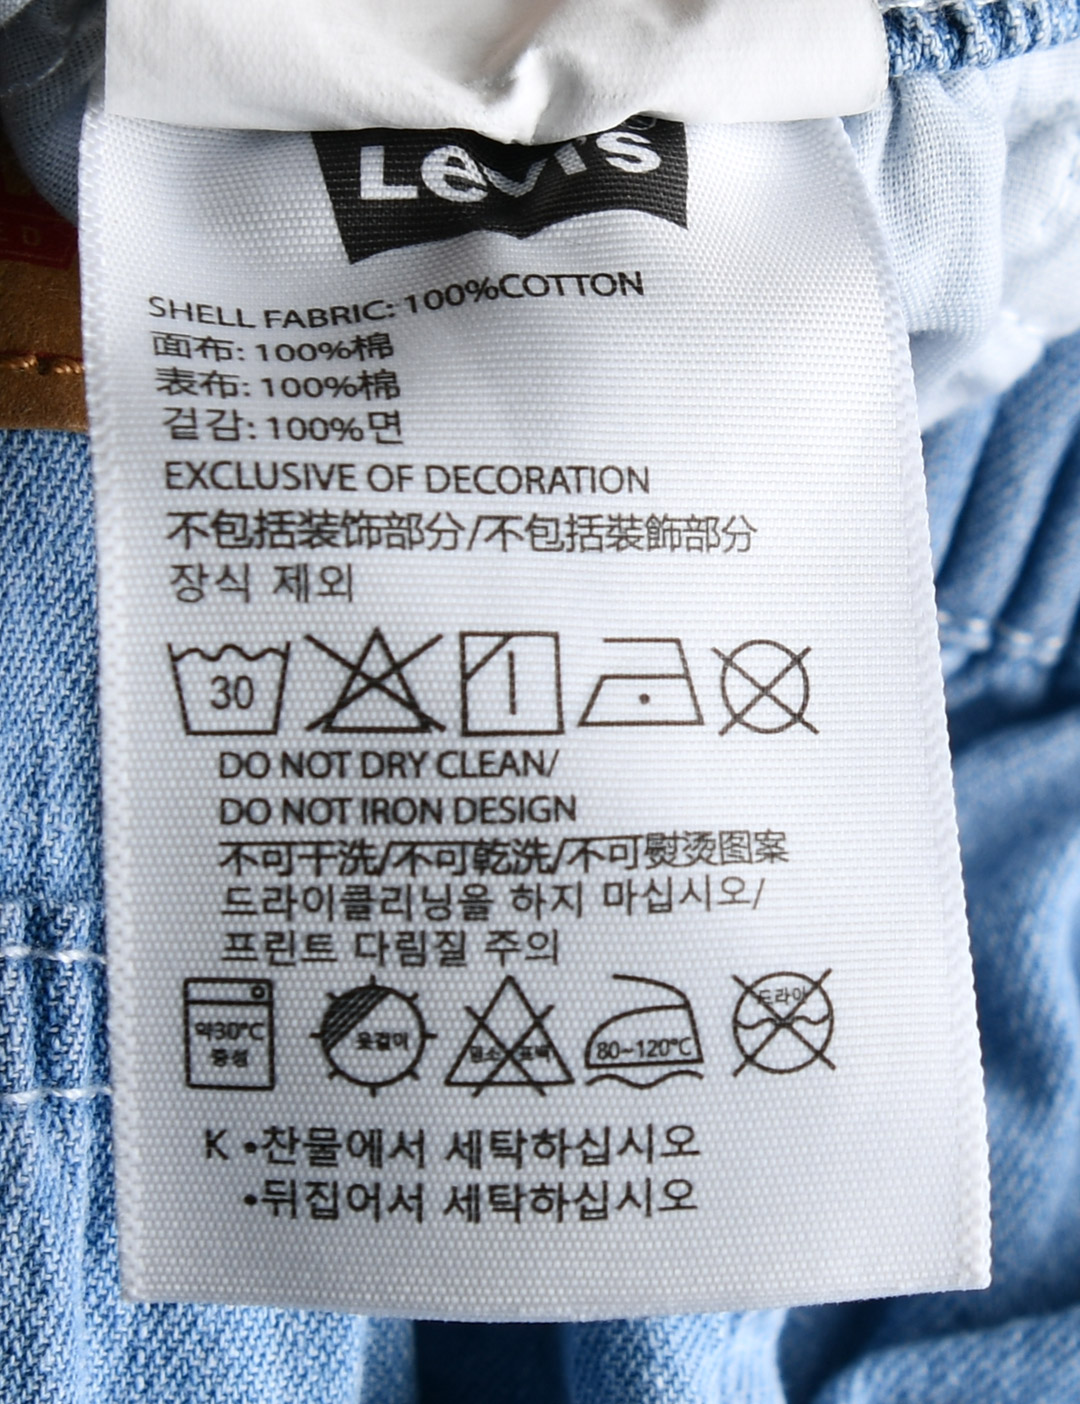 Levi's
SHELL FABRIC: 100%COTTON
面布: 100%棉
表布: 100%棉
겉감: 100%면
EXCLUSIVE OF DECORATION
不包括装饰部分/不包括裝飾部分
장식 제외
30
DO NOT DRY CLEAN/
DO NOT IRON DESIGN
不可干洗/不可乾洗/不可熨烫图案
드라이클리닝을 하지 마십시오/
프린트 다림질 주의
약30°C 옷걸이 염소 표백 80~120°C 드라이
중성
K •찬물에서 세탁하십시오
•뒤집어서 세탁하십시오